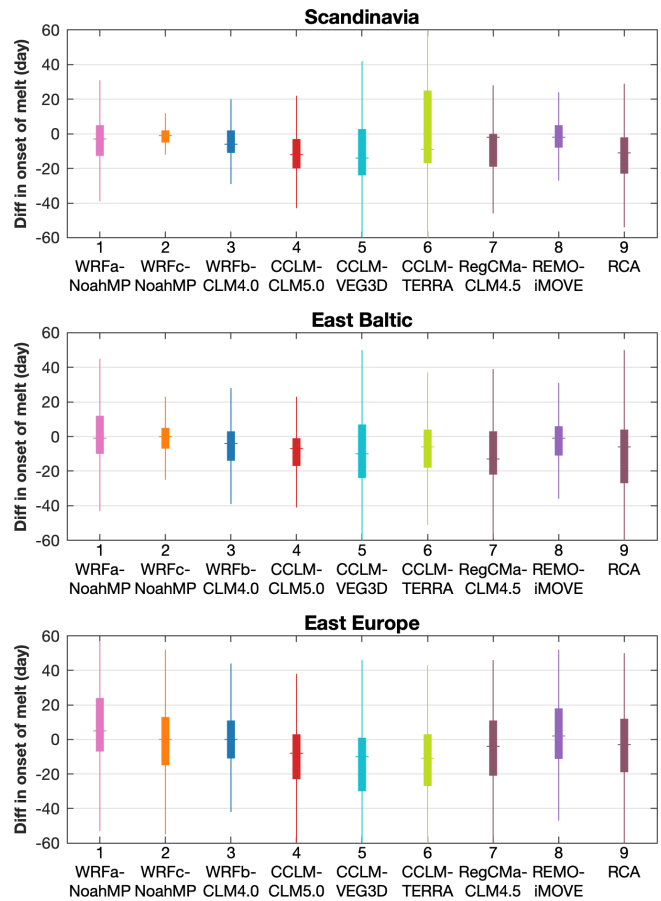 Scandinavia
Diff in onset of melt (day)
60
40
20
0
-20
-40
-60
1 2 3 4 5 6 7 8 9
WRFa- WRFc- WRFb- CCLM- CCLM- CCLM- RegCMa- REMO- RCA
NoahMP NoahMP CLM4.0 CLM5.0 VEG3D TERRA CLM4.5 iMOVE
East Baltic
Diff in onset of melt (day)
60
40
20
0
-20
-40
-60
1 2 3 4 5 6 7 8 9
WRFa- WRFc- WRFb- CCLM- CCLM- CCLM- RegCMa- REMO- RCA
NoahMP NoahMP CLM4.0 CLM5.0 VEG3D TERRA CLM4.5 iMOVE
East Europe
Diff in onset of melt (day)
60
40
20
0
-20
-40
-60
1 2 3 4 5 6 7 8 9
WRFa- WRFc- WRFb- CCLM- CCLM- CCLM- RegCMa- REMO- RCA
NoahMP NoahMP CLM4.0 CLM5.0 VEG3D TERRA CLM4.5 iMOVE